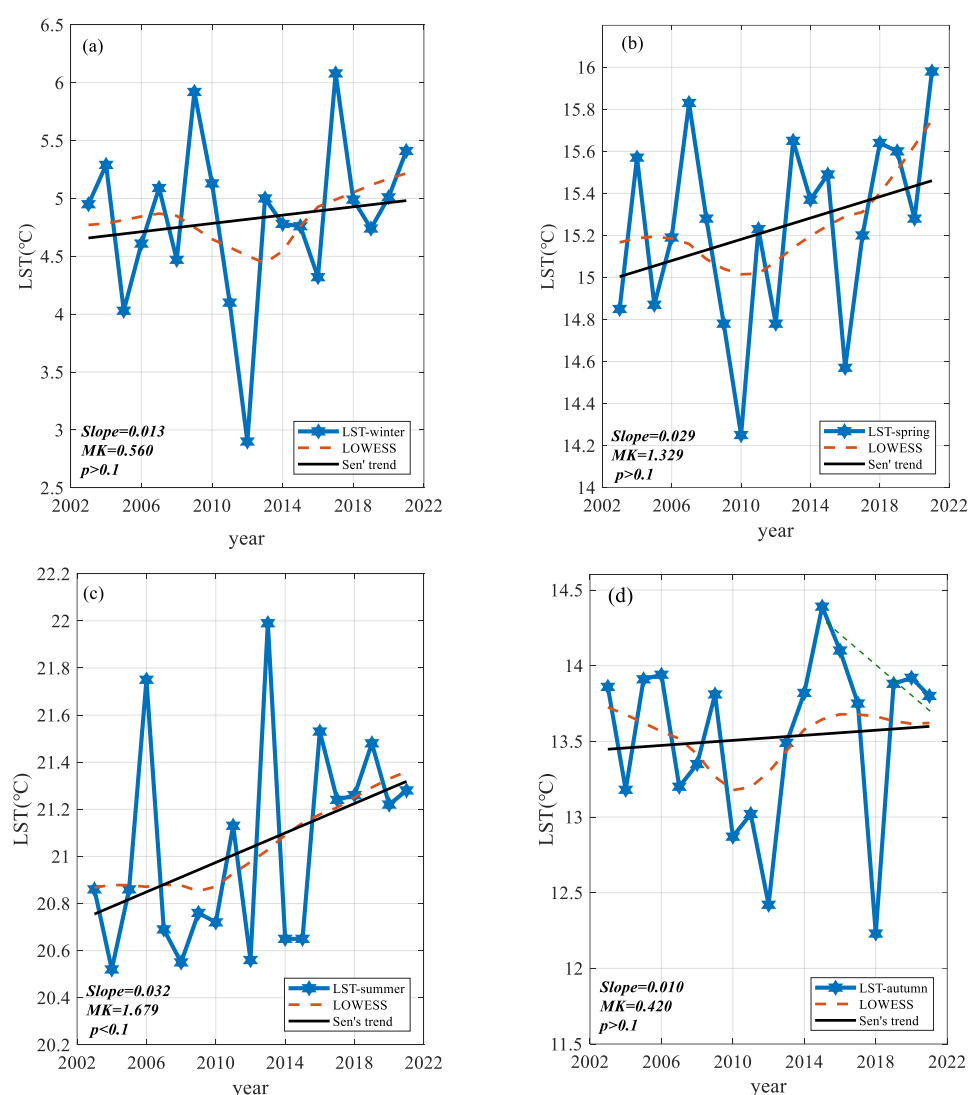 (a)
6.5
6
5.5
5
4.5
4
3.5
3
2.5
LST(°C)
Slope=0.013
MK=0.560
p>0.1
LST-winter
LOWESS
Sen' trend
2002 2006 2010 2014 2018 2022
year
(b)
16
15.8
15.6
15.4
15.2
15
14.8
14.6
14.4
14.2
14
LST(°C)
Slope=0.029
MK=1.329
p>0.1
LST-spring
LOWESS
Sen' trend
2002 2006 2010 2014 2018 2022
year
(c)
22.2
22
21.8
21.6
21.4
21.2
21
20.8
20.6
20.4
20.2
LST(°C)
Slope=0.032
MK=1.679
p<0.1
LST-summer
LOWESS
Sen's trend
2002 2006 2010 2014 2018 2022
year
(d)
14.5
14
13.5
13
12.5
12
11.5
LST(°C)
Slope=0.010
MK=0.420
p>0.1
LST-autumn
LOWESS
Sen's trend
2002 2006 2010 2014 2018 2022
year